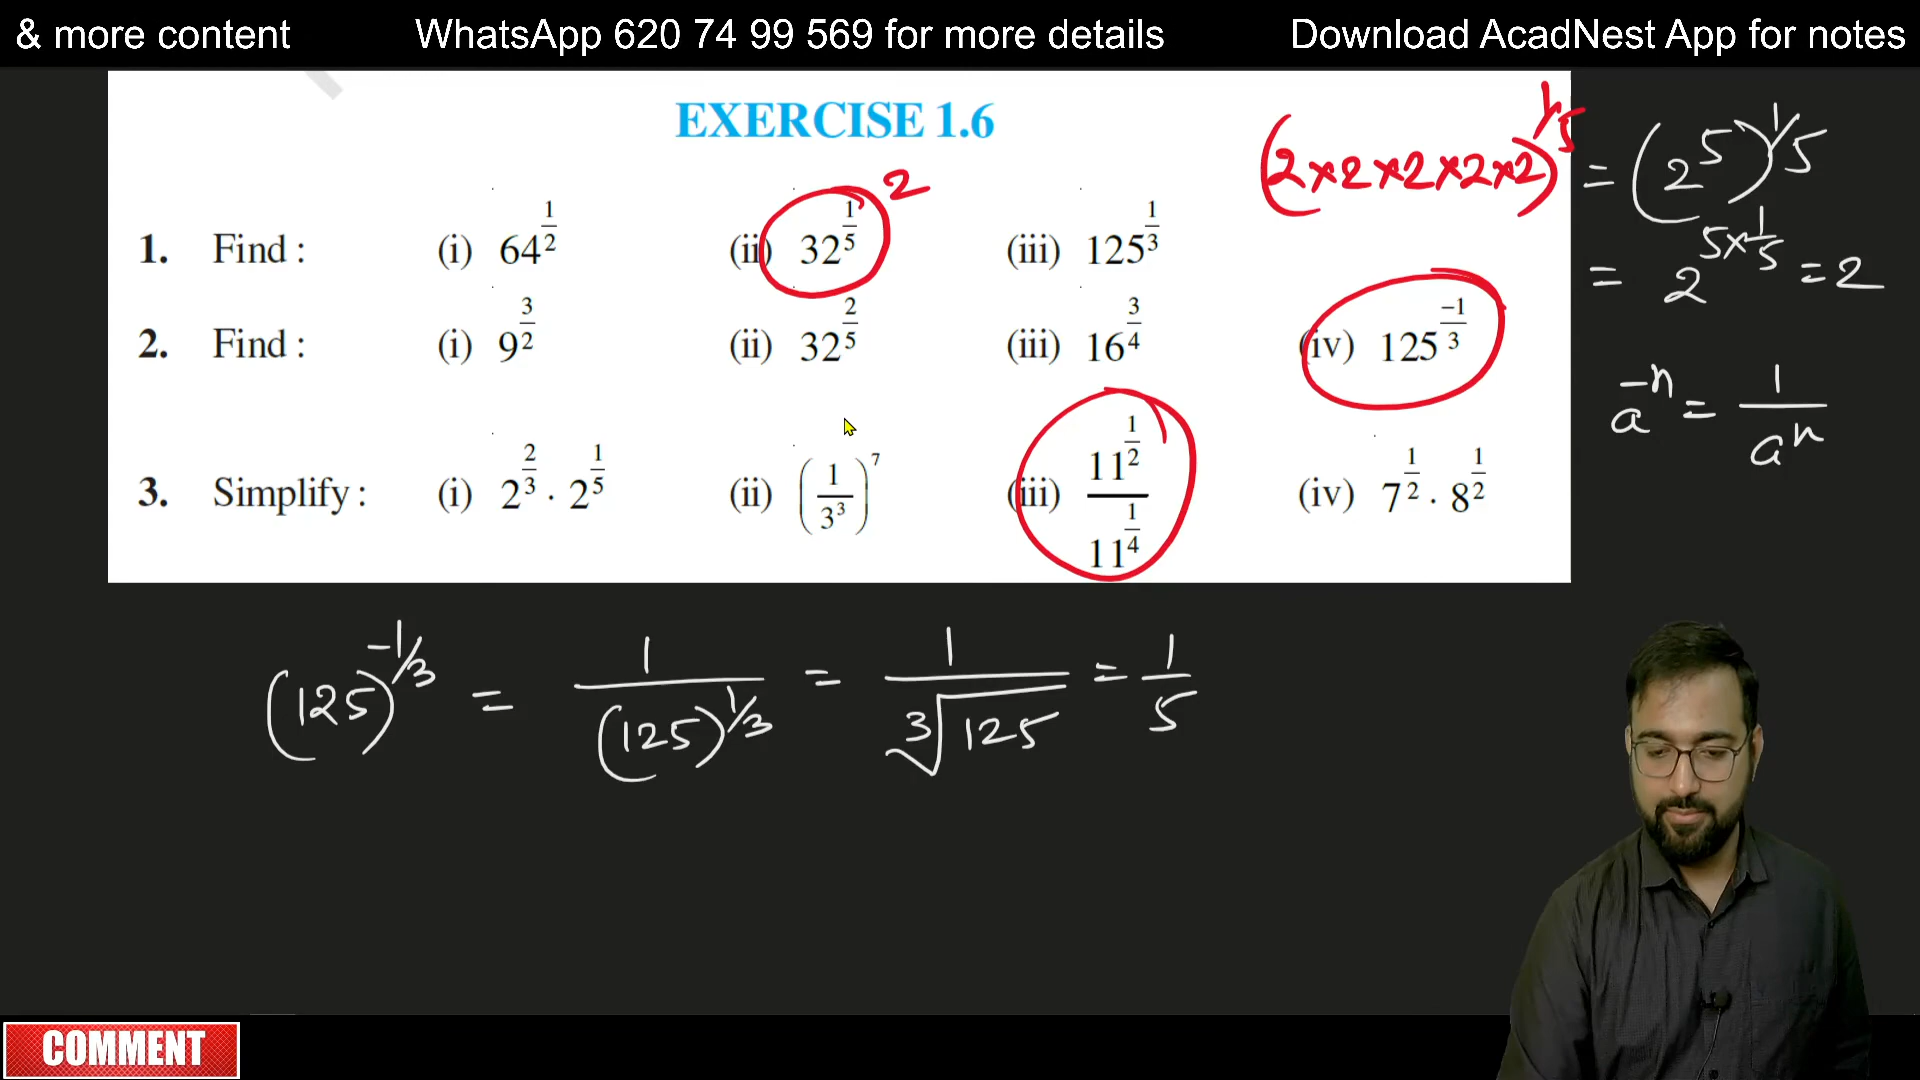 & more content WhatsApp 620 74 99 569 for more details Download AcadNest App for notes
EXERCISE 1.6
(2×2×2×2×2)^1/5 = (2^5)^1/5
= 2^5×1/5 = 2
1. Find : (i) 64^1/2 (ii) 32^1/5 2 (iii) 125^1/3
2. Find : (i) 9^3/2 (ii) 32^2/5 (iii) 16^3/4 (iv) 125^-1/3
a^-n = 1/a^n
3. Simplify : (i) 2^2/3 . 2^1/5 (ii) (1/3^3)^7 (iii) 11^1/2 / 11^1/4 (iv) 7^1/2 . 8^1/2
(125)^-1/3 = 1/(125)^1/3 = 1/∛125 = 1/5
COMMENT